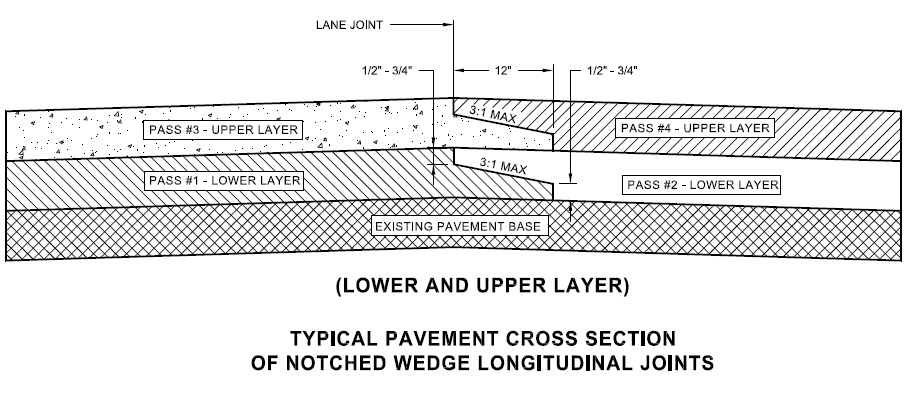 LANE JOINT
1/2" - 3/4"
12"
1/2" - 3/4"
3:1 MAX
PASS #3 - UPPER LAYER
PASS #4 - UPPER LAYER
3:1 MAX
PASS #1 - LOWER LAYER
PASS #2 - LOWER LAYER
EXISTING PAVEMENT BASE
(LOWER AND UPPER LAYER)
TYPICAL PAVEMENT CROSS SECTION
OF NOTCHED WEDGE LONGITUDINAL JOINTS